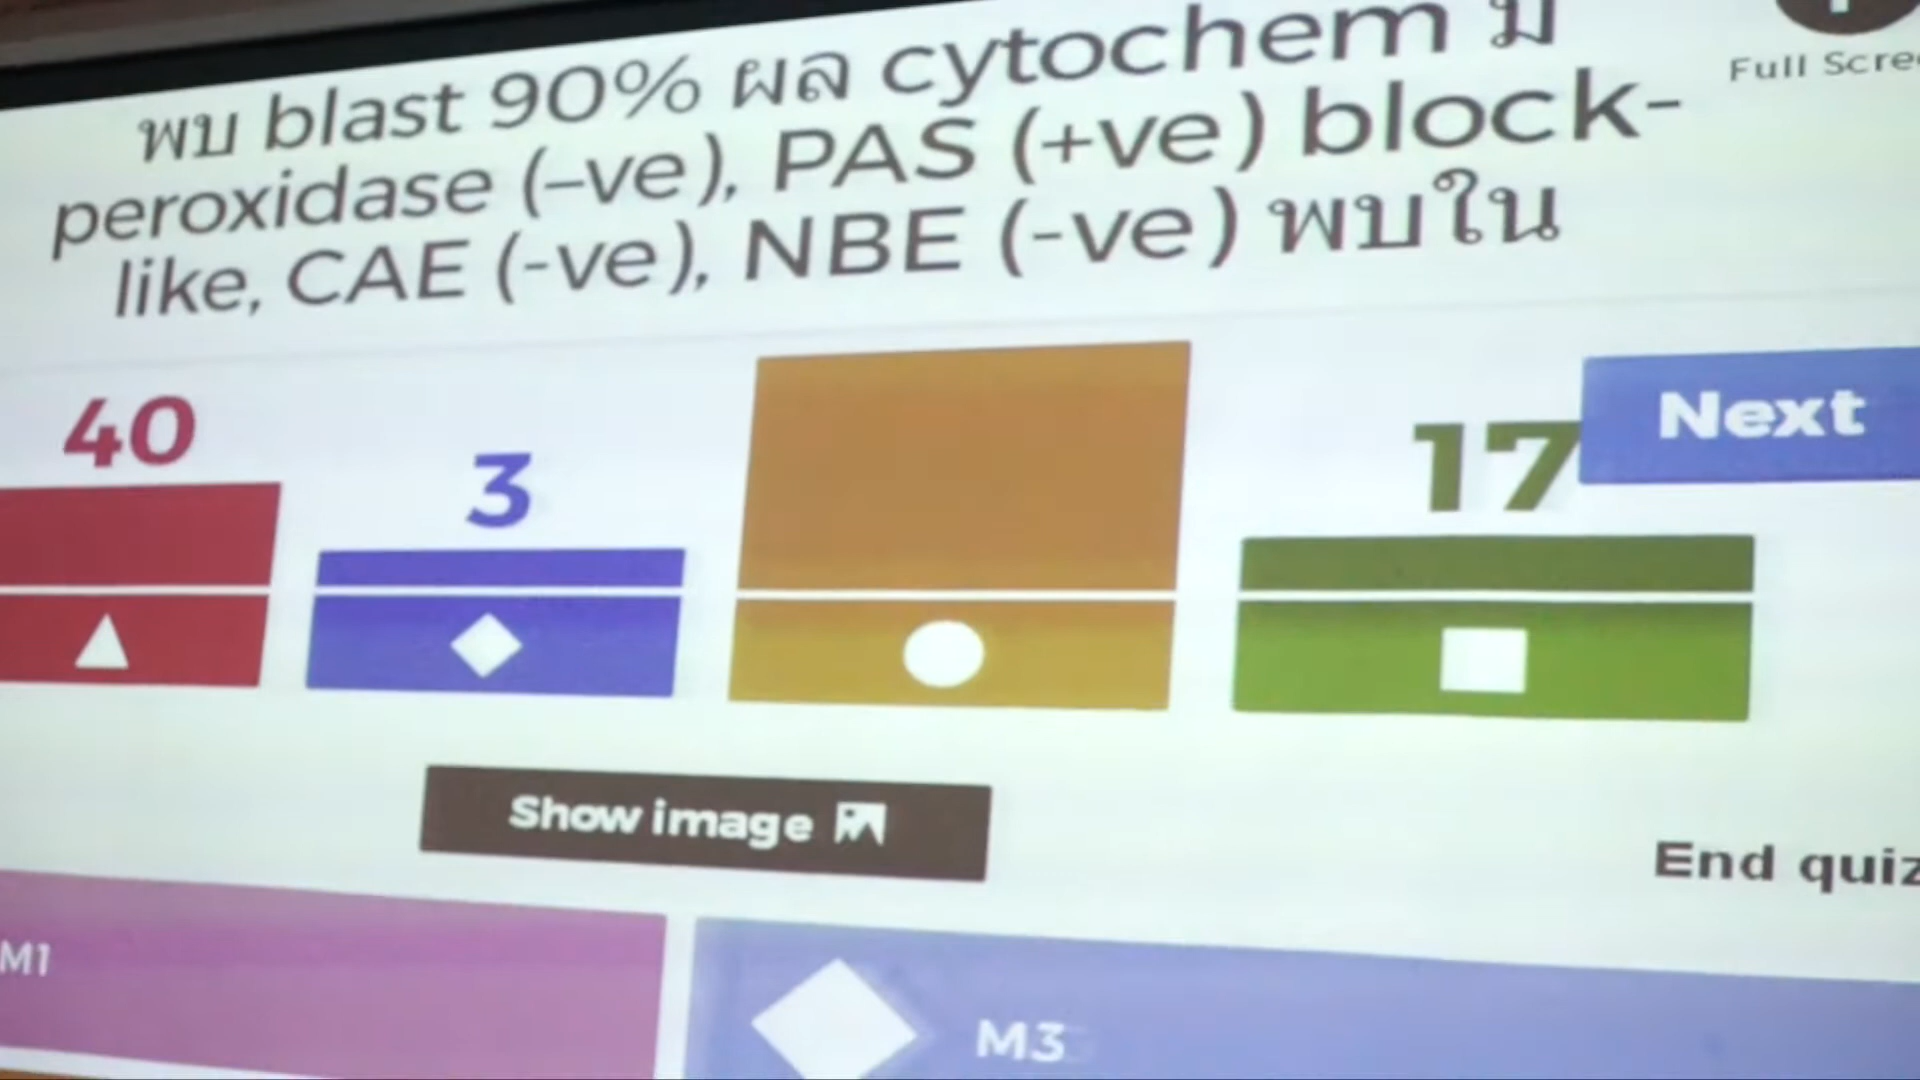 พบ blast 90% ผล cytochem มี
Full Scre
peroxidase (–ve), PAS (+ve) block-
like, CAE (-ve), NBE (-ve) พบใน
40
3
17
Next
Show image
End quiz
M1
M3